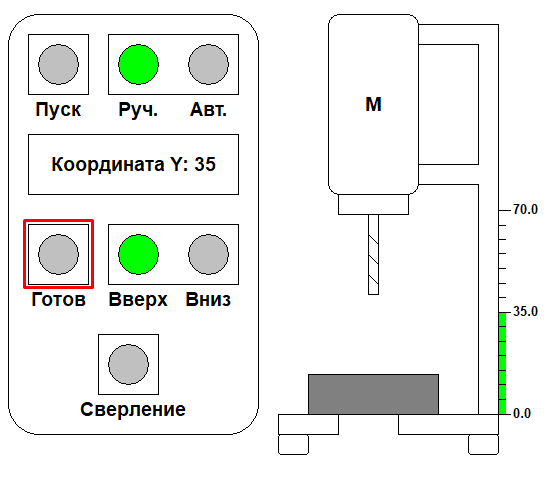 Пуск Руч. Авт.
Координата Y: 35
Готов Вверх Вниз
Сверление
M
70.0
35.0
0.0